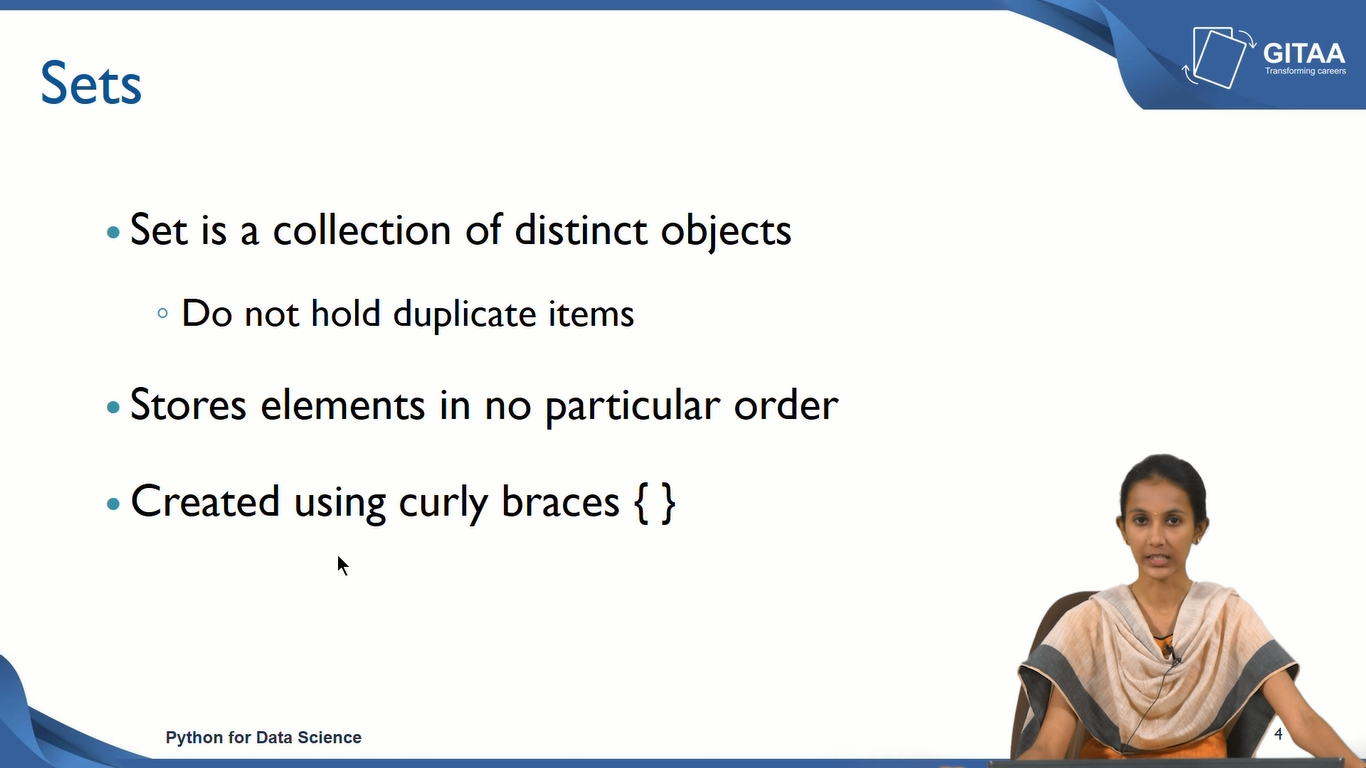 GITAA
Transforming careers
Sets
• Set is a collection of distinct objects
◦ Do not hold duplicate items
• Stores elements in no particular order
• Created using curly braces { }
Python for Data Science
4